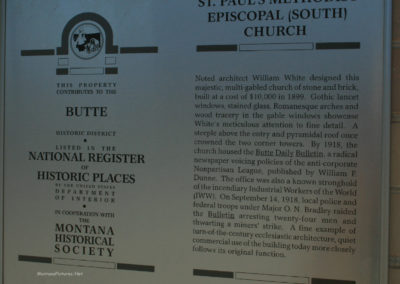 THIS PROPERTY
CONTRIBUTES TO THE
BUTTE
HISTORIC DISTRICT
LISTED IN THE
NATIONAL REGISTER
OF
HISTORIC PLACES
BY THE UNITED STATES
DEPARTMENT
OF INTERIOR
IN COOPERATION WITH
THE
MONTANA
HISTORICAL
SOCIETY
ST. PAUL'S METHODIST
EPISCOPAL (SOUTH)
CHURCH
Noted architect William White designed this
majestic, multi-gabled church of stone and brick,
built at a cost of $10,000 in 1899. Gothic lancet
windows, stained glass, Romanesque arches and
wood tracery in the gable windows showcase
White's meticulous attention to fine detail. A
steeple above the entry and pyramidal roof once
crowned the two corner towers. By 1918, the
church housed the Butte Daily Bulletin, a radical
newspaper voicing policies of the anti-corporate
Nonpartisan League, published by William F.
Dunne. The office was also a known stronghold
of the incendiary Industrial Workers of the World
(IWW). On September 14, 1918, local police and
federal troops under Major O. N. Bradley raided
the Bulletin arresting twenty-four men and
thwarting a miners' strike. A fine example of
turn-of-the-century ecclesiastic architecture, quiet
commercial use of the building today more closely
follows its original function.
MontanaPictures.Net